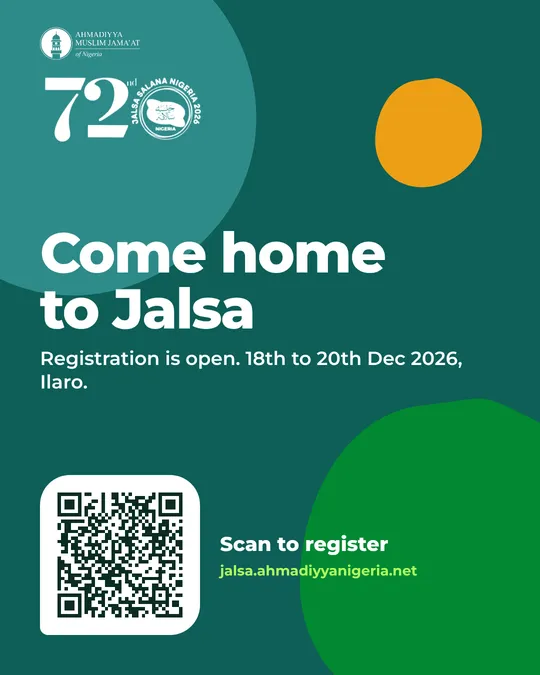 AHMADIYYA
MUSLIM JAMA'AT
of Nigeria
72nd
JALSA SALANA NIGERIA 2026
NIGERIA
Come home
to Jalsa
Registration is open. 18th to 20th Dec 2026,
Ilaro.
Scan to register
jalsa.ahmadiyyanigeria.net